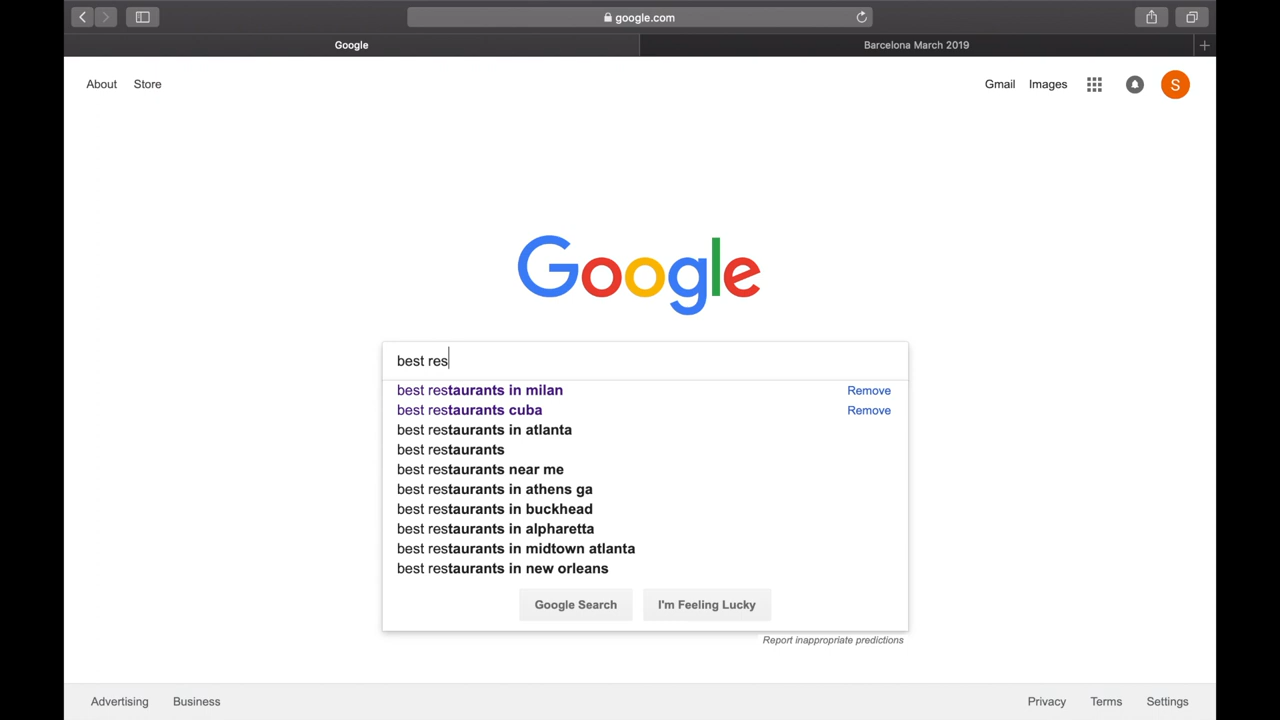 google.com
Google
Barcelona March 2019
About
Store
Gmail
Images
S
Google
best res
best restaurants in milan
Remove
best restaurants cuba
Remove
best restaurants in atlanta
best restaurants
best restaurants near me
best restaurants in athens ga
best restaurants in buckhead
best restaurants in alpharetta
best restaurants in midtown atlanta
best restaurants in new orleans
Google Search
I'm Feeling Lucky
Report inappropriate predictions
Advertising
Business
Privacy
Terms
Settings